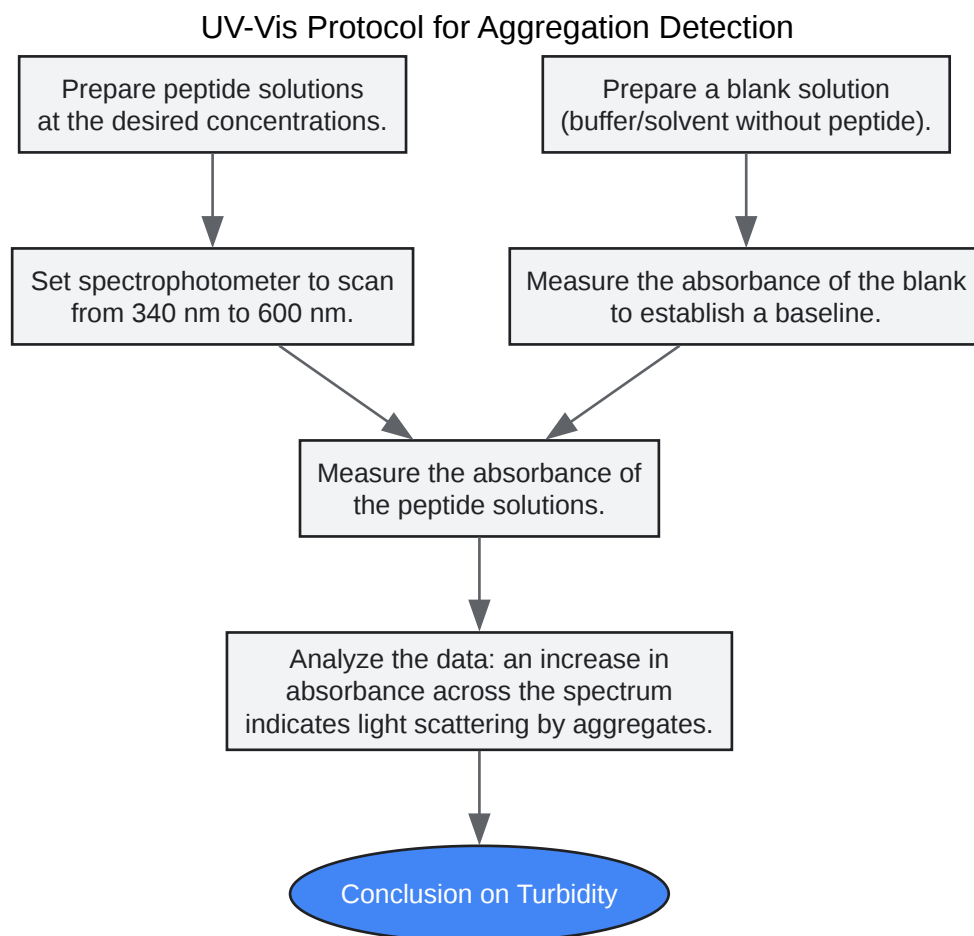 UV-Vis Protocol for Aggregation Detection
Prepare peptide solutions
at the desired concentrations.
Prepare a blank solution
(buffer/solvent without peptide).
Set spectrophotometer to scan
from 340 nm to 600 nm.
Measure the absorbance of the blank
to establish a baseline.
Measure the absorbance of
the peptide solutions.
Analyze the data: an increase in
absorbance across the spectrum
indicates light scattering by aggregates.
Conclusion on Turbidity